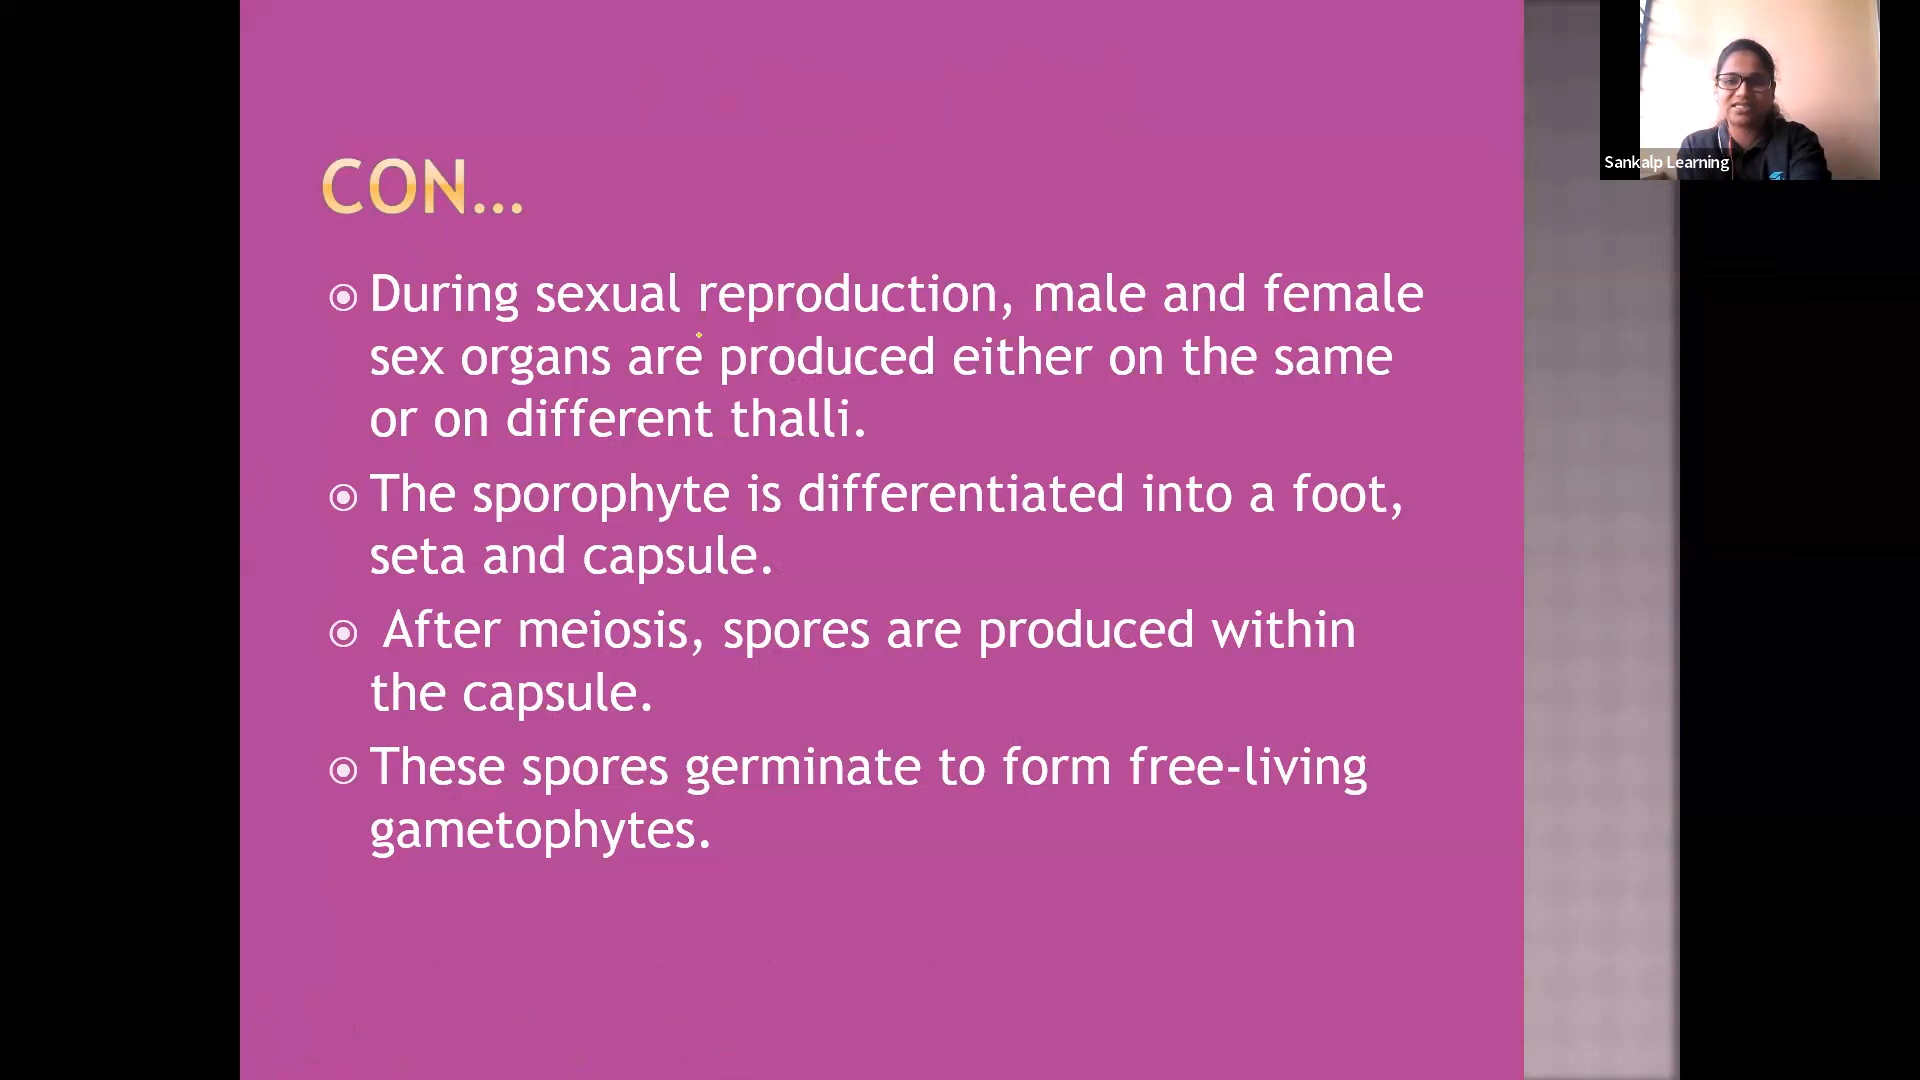 Sankalp Learning
CON...
During sexual reproduction, male and female
sex organs are produced either on the same
or on different thalli.
The sporophyte is differentiated into a foot,
seta and capsule.
After meiosis, spores are produced within
the capsule.
These spores germinate to form free-living
gametophytes.